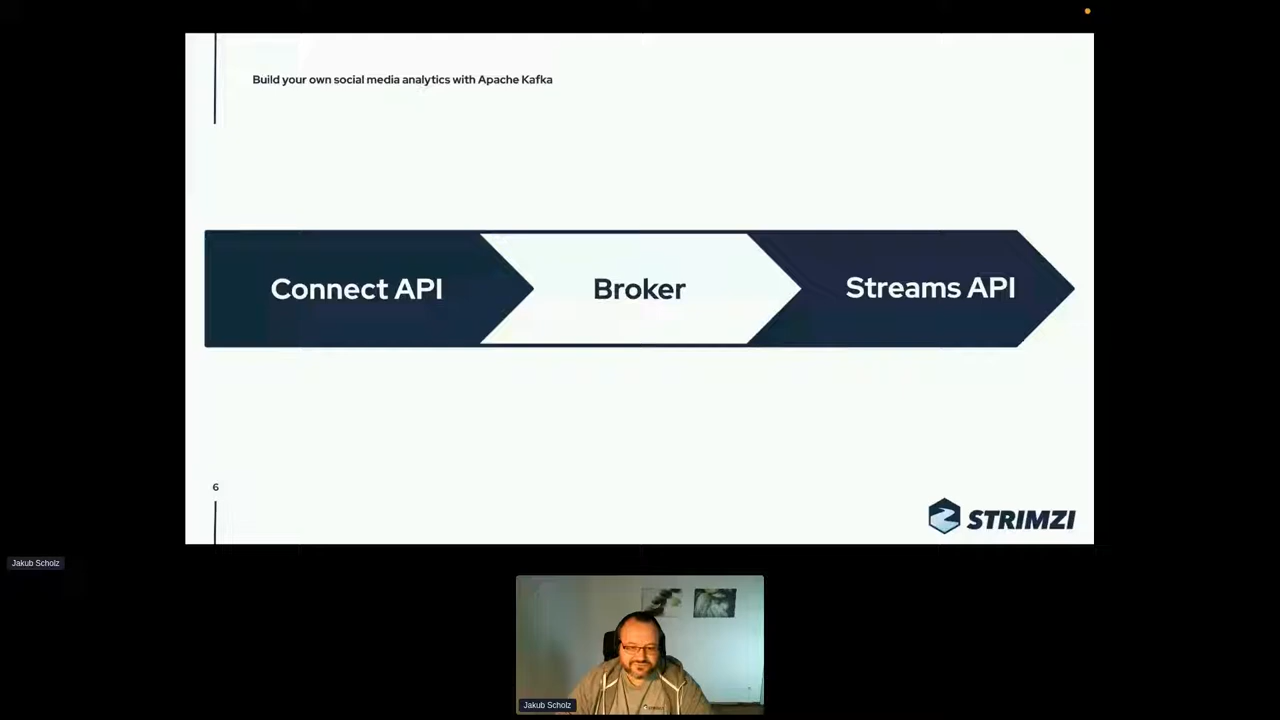 Build your own social media analytics with Apache Kafka
Connect API
Broker
Streams API
6
STRIMZI
Jakub Scholz
Jakub Scholz